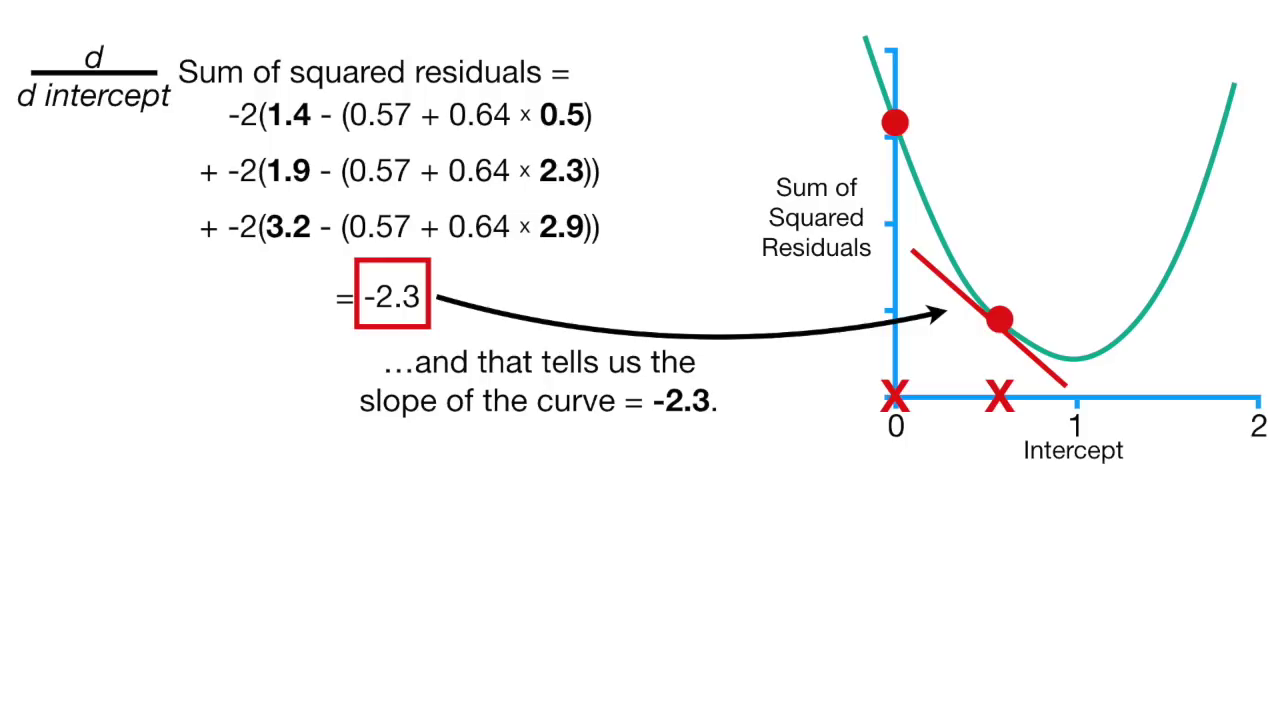 d
d intercept
Sum of squared residuals =
-2(1.4 - (0.57 + 0.64 × 0.5)
+ -2(1.9 - (0.57 + 0.64 × 2.3))
+ -2(3.2 - (0.57 + 0.64 × 2.9))
= -2.3
…and that tells us the
slope of the curve = -2.3.
Sum of
Squared
Residuals
X X
0 1 2
Intercept